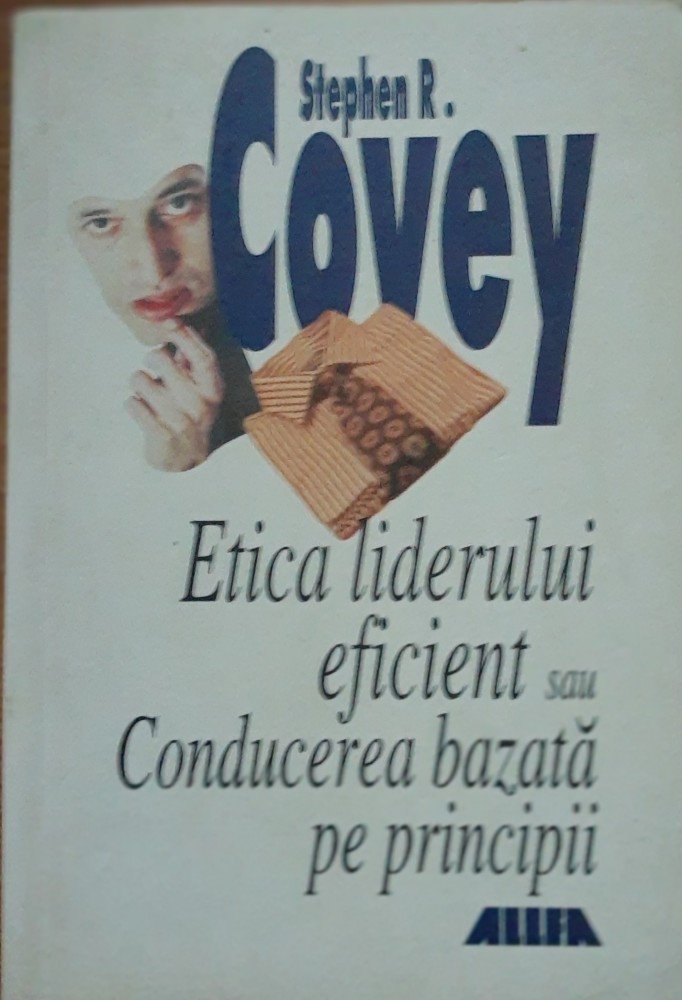 Stephen R.
Covey
Etica liderului
eficient sau
Conducerea bazată
pe principii
ALLFA